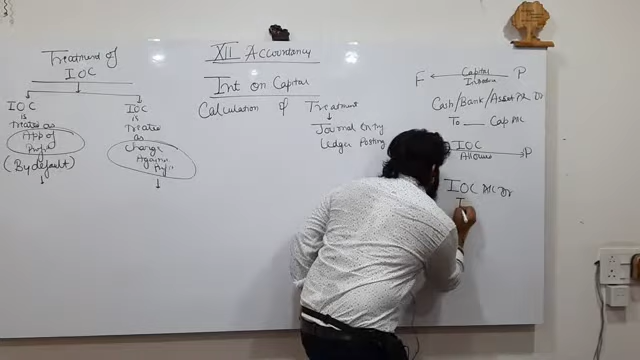 Treatment of
IOC
IOC
is
treated as
App of
Profit
(By default)
IOC
is
Treated
as
Charge
Against
Profit
XII Accountancy
Int on Capital
Calculation of Treatment
Journal Entry
Ledger Posting
F Capital P
Introduce
Cash/Bank/Asset A/c Dr
To ___ Cap A/c
IOC
Allowed P
IOC A/c Dr